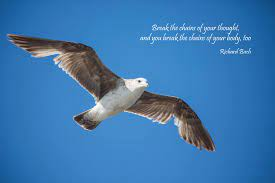 Break the chains of your thought,
and you break the chains of your body, too
Richard Bach